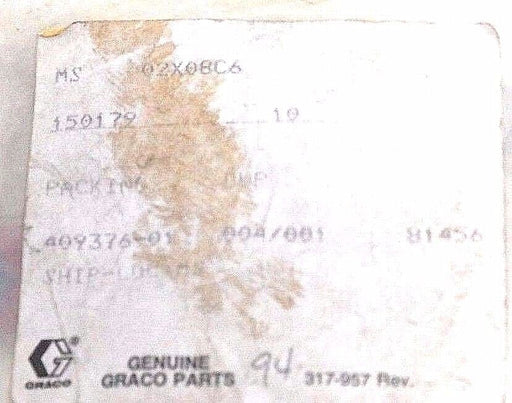 MS 02X08C6
150179 10
PACKING
409376-01 004/001 81456
GRACO
GENUINE
GRACO PARTS 94 317-957 Rev.